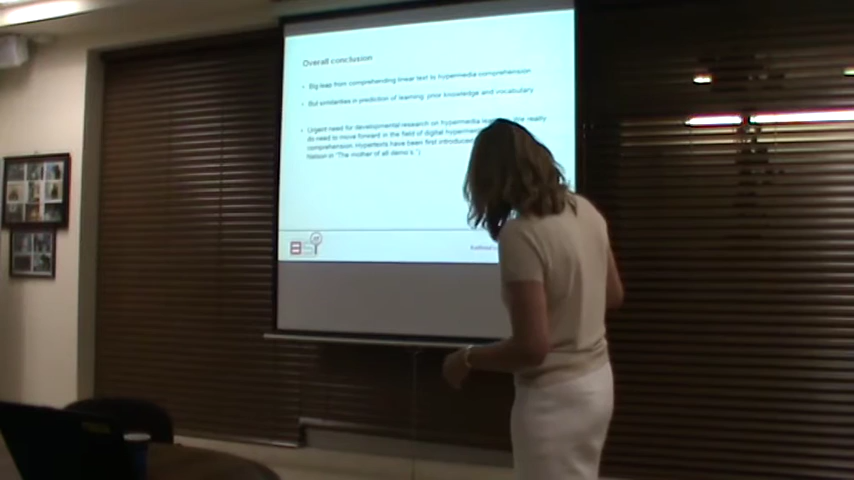 Overall conclusion
• Big leap from comprehending linear text to hypermedia comprehension
• But similarities in prediction of learning: prior knowledge and vocabulary
• Urgent need for developmental research on hypermedia We really
do need to move forward in the field of digital
comprehension. Hypertexts have been first introduced
Nelson in "The mother of all demo's.")